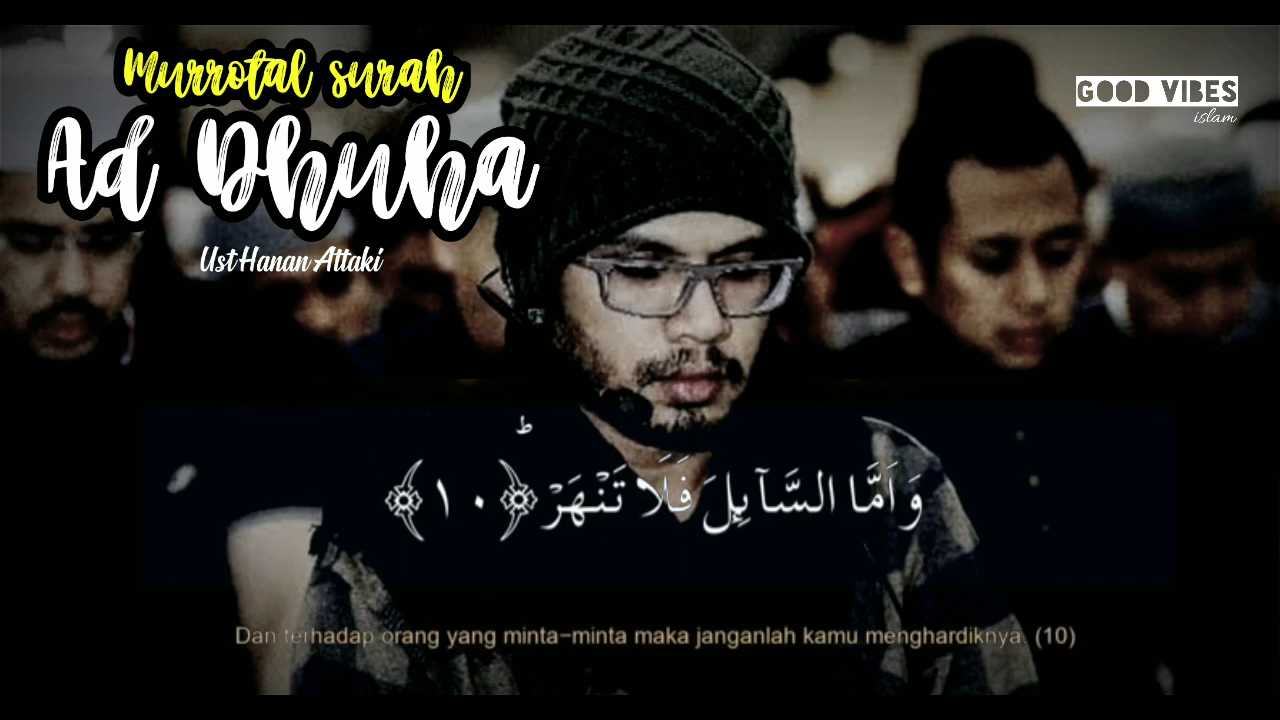 Murrotal surah
Ad Dhuha
Ust Hanan Attaki
GOOD VIBES
islam
وَاَمَّا السَّآىِٕلَ فَلَا تَنْهَرْ ؕ ﴿١٠﴾
Dan terhadap orang yang minta-minta maka janganlah kamu menghardiknya. (10)